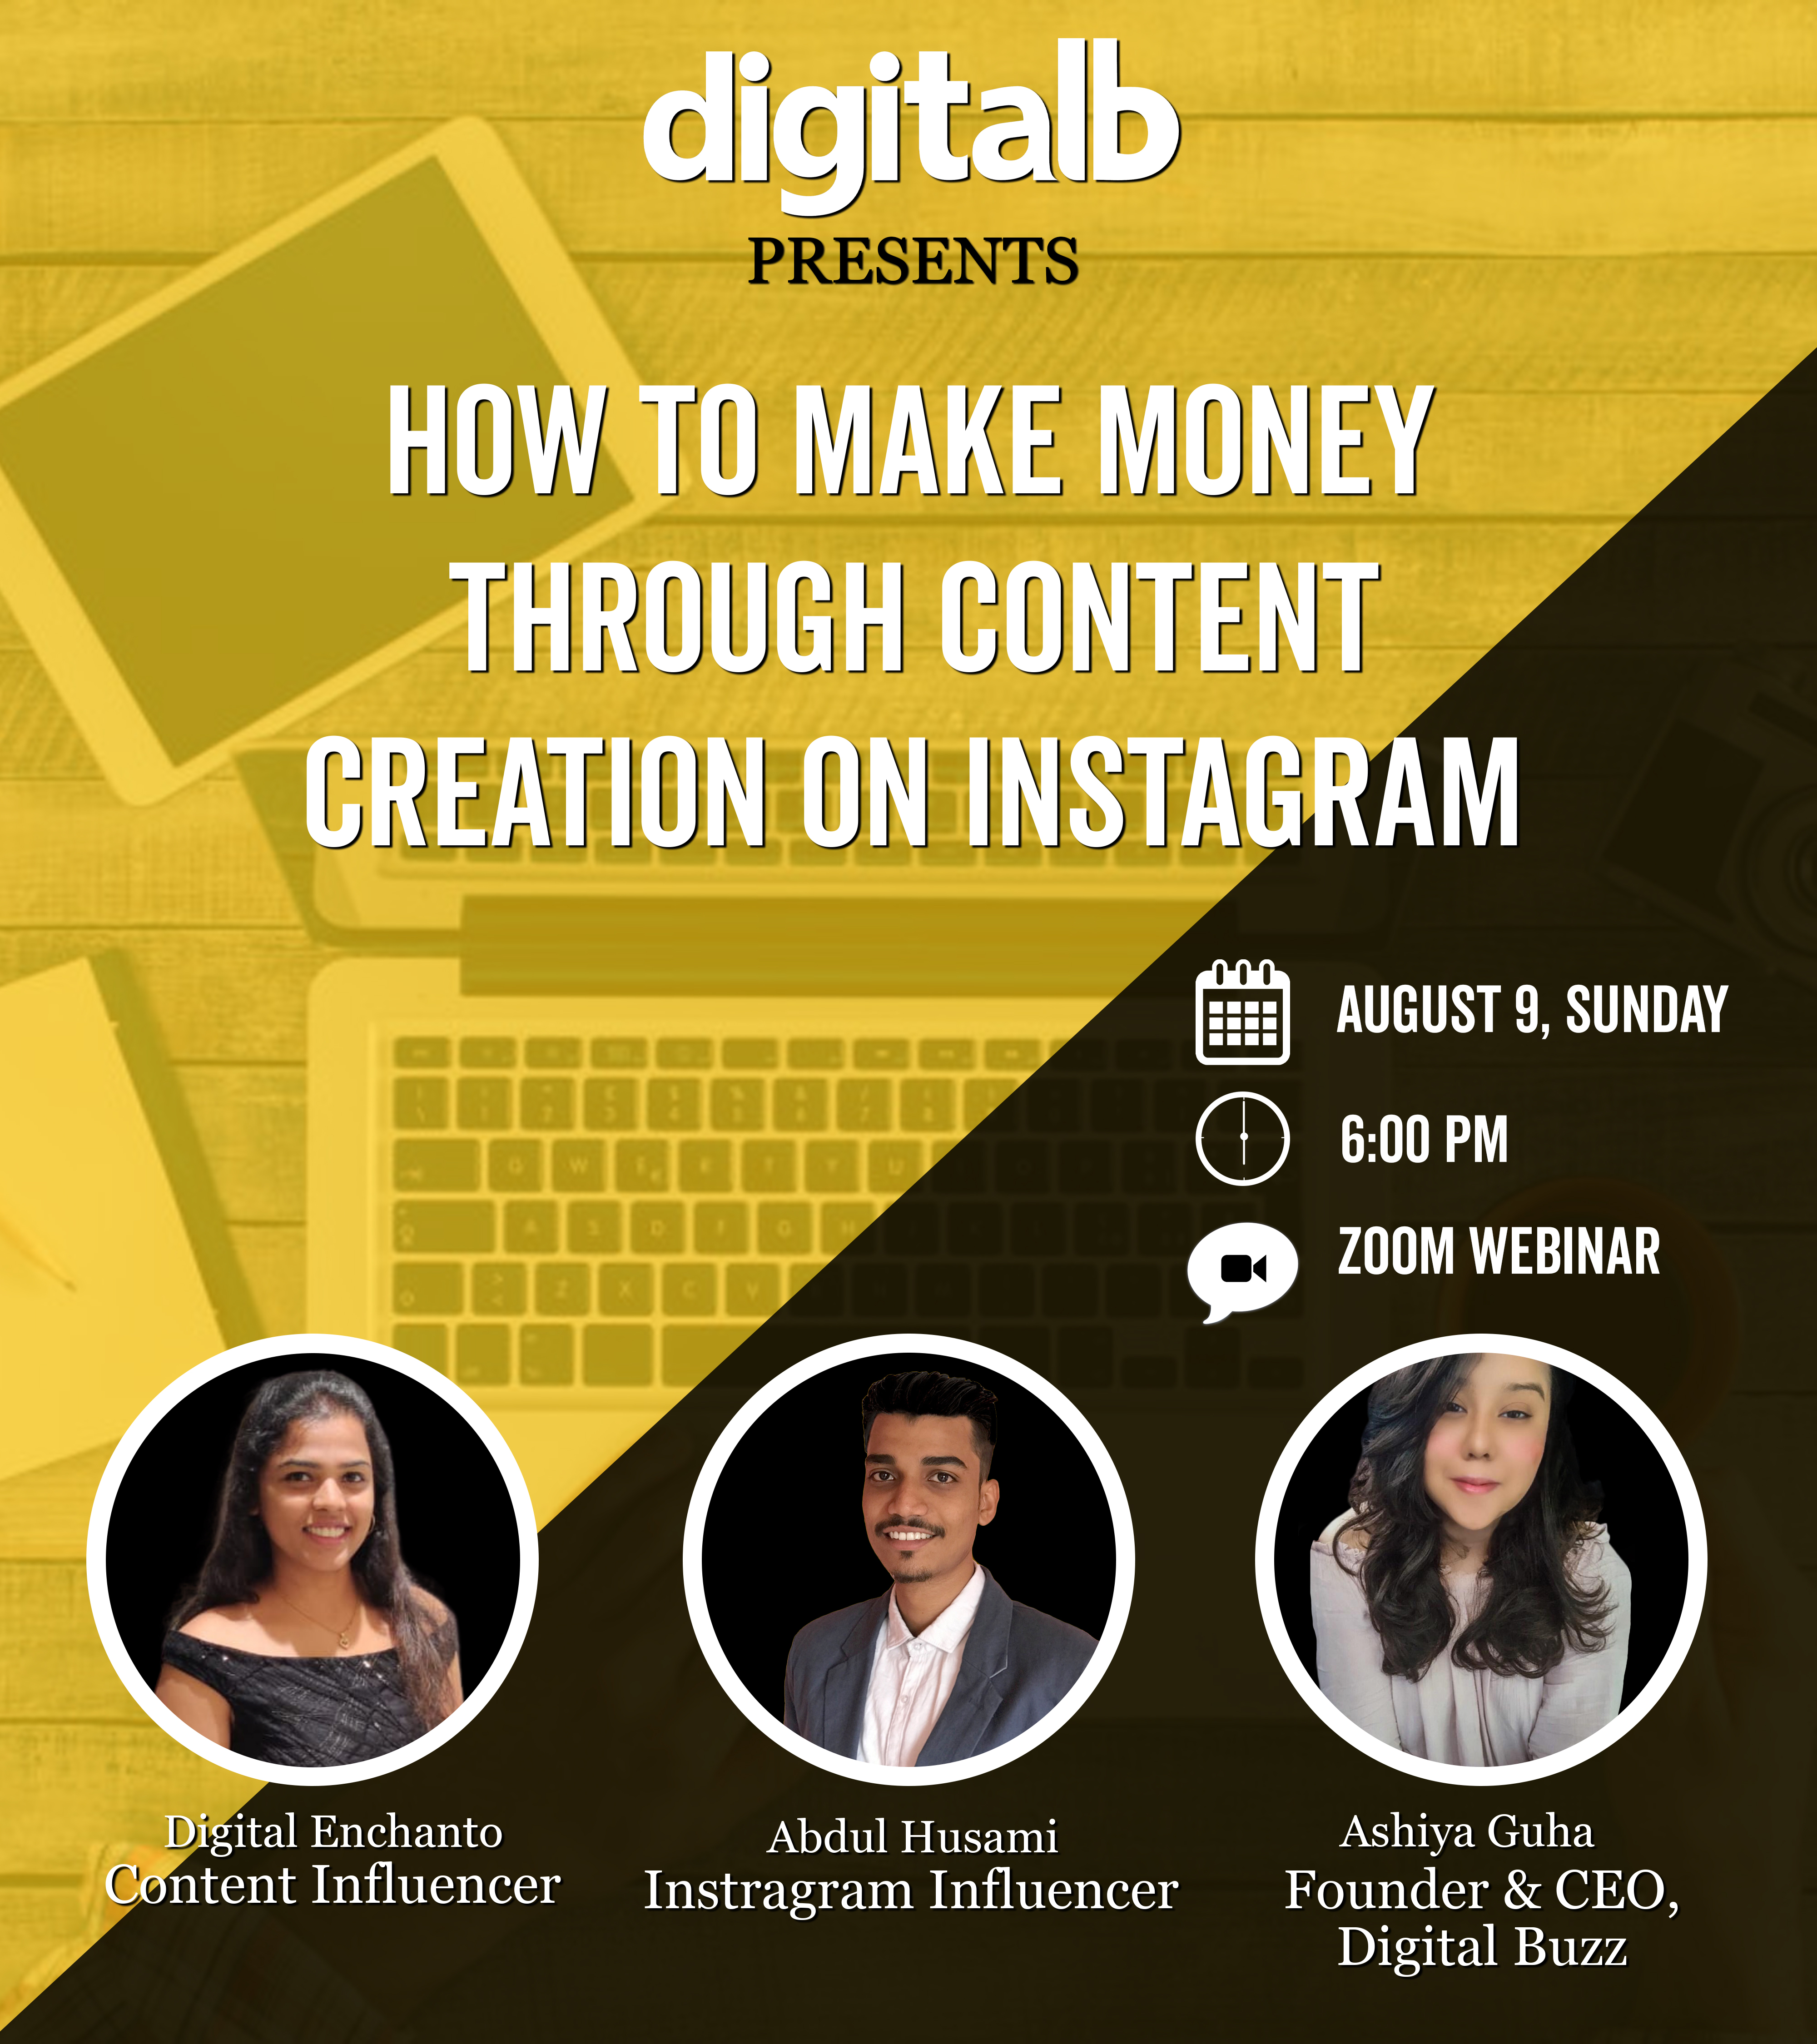 digitalb
PRESENTS
HOW TO MAKE MONEY
THROUGH CONTENT
CREATION ON INSTAGRAM
AUGUST 9, SUNDAY
6:00 PM
ZOOM WEBINAR
Digital Enchanto
Content Influencer
Abdul Husami
Instragram Influencer
Ashiya Guha
Founder & CEO,
Digital Buzz